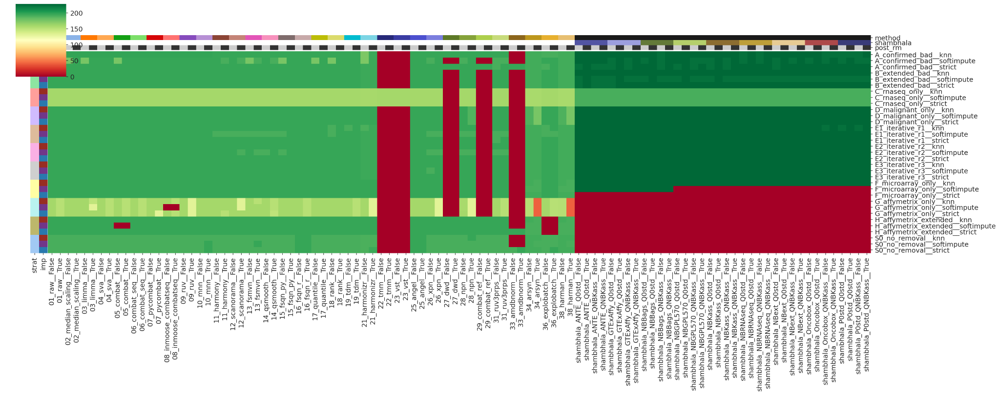 200
150
100
50
0
method
shambhala
post_rm
A_confirmed_bad__knn
A_confirmed_bad__softimpute
A_confirmed_bad__strict
B_extended_bad__knn
B_extended_bad__softimpute
B_extended_bad__strict
C_rnaseq_only__knn
C_rnaseq_only__softimpute
C_rnaseq_only__strict
D_malignant_only__knn
D_malignant_only__softimpute
D_malignant_only__strict
E1_iterative_r1__knn
E1_iterative_r1__softimpute
E1_iterative_r1__strict
E2_iterative_r2__knn
E2_iterative_r2__softimpute
E2_iterative_r2__strict
E3_iterative_r3__knn
E3_iterative_r3__softimpute
E3_iterative_r3__strict
F_microarray_only__knn
F_microarray_only__softimpute
F_microarray_only__strict
G_affymetrix_only__knn
G_affymetrix_only__softimpute
G_affymetrix_only__strict
H_affymetrix_extended__knn
H_affymetrix_extended__softimpute
H_affymetrix_extended__strict
S0_no_removal__knn
S0_no_removal__softimpute
S0_no_removal__strict
strat
imp
01_raw__False
01_raw__True
02_median_scaling__False
02_median_scaling__True
03_limma__False
03_limma__True
04_sva__False
04_sva__True
05_combat__False
05_combat__True
06_combat_seq__False
06_combat_seq__True
07_pycombat__False
07_pycombat__True
08_inmoose_combatseq__False
08_inmoose_combatseq__True
09_ruv__False
09_ruv__True
10_mnn__False
10_mnn__True
11_harmony__False
11_harmony__True
12_scanorama__False
12_scanorama__True
13_fsmvn__False
13_fsmvn__True
14_qsmooth__False
14_qsmooth__True
15_fsqn_py__False
15_fsqn_py__True
16_fsqn_r__False
16_fsqn_r__True
17_quantile__False
17_quantile__True
18_rank__False
18_rank__True
19_tdm__False
19_tdm__True
21_harmonizr__False
21_harmonizr__True
22_tmm__False
22_tmm__True
23_vst__False
23_vst__True
25_angel__False
25_angel__True
26_xpn__False
26_xpn__True
27_dwd__False
27_dwd__True
28_npn__False
28_npn__True
29_combat_ref__False
29_combat_ref__True
31_ruv3prps__False
31_ruv3prps__True
33_amdbnorm__False
33_amdbnorm__True
34_arsyn__False
34_arsyn__True
36_explobatch__False
36_explobatch__True
38_harman__False
38_harman__True
shambhala_ANTE_Q0std__False
shambhala_ANTE_Q0std__True
shambhala_ANTE_QNBKass__False
shambhala_ANTE_QNBKass__True
shambhala_GTExAffy_Q0std__False
shambhala_GTExAffy_Q0std__True
shambhala_GTExAffy_QNBKass__False
shambhala_GTExAffy_QNBKass__True
shambhala_NBBags_Q0std__False
shambhala_NBBags_Q0std__True
shambhala_NBBags_QNBKass__False
shambhala_NBBags_QNBKass__True
shambhala_NBGPL570_Q0std__False
shambhala_NBGPL570_Q0std__True
shambhala_NBGPL570_QNBKass__False
shambhala_NBGPL570_QNBKass__True
shambhala_NBKass_Q0std__False
shambhala_NBKass_Q0std__True
shambhala_NBKass_QNBKass__False
shambhala_NBKass_QNBKass__True
shambhala_NBRNAseq_Q0std__False
shambhala_NBRNAseq_Q0std__True
shambhala_NBRNAseq_QNBKass__False
shambhala_NBRNAseq_QNBKass__True
shambhala_NBext_Q0std__False
shambhala_NBext_Q0std__True
shambhala_NBext_QNBKass__False
shambhala_NBext_QNBKass__True
shambhala_Oncobox_Q0std__False
shambhala_Oncobox_Q0std__True
shambhala_Oncobox_QNBKass__False
shambhala_Oncobox_QNBKass__True
shambhala_P0std_Q0std__False
shambhala_P0std_Q0std__True
shambhala_P0std_QNBKass__False
shambhala_P0std_QNBKass__True